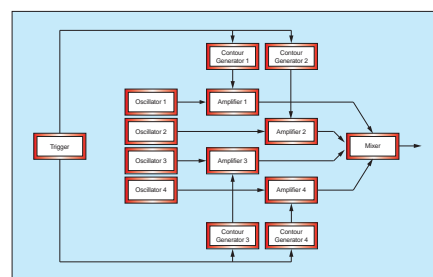 Contour
Generator 1
Contour
Generator 2
Oscillator 1
Amplifier 1
Oscillator 2
Amplifier 2
Trigger
Mixer
Oscillator 3
Amplifier 3
Oscillator 4
Amplifier 4
Contour
Generator 3
Contour
Generator 4